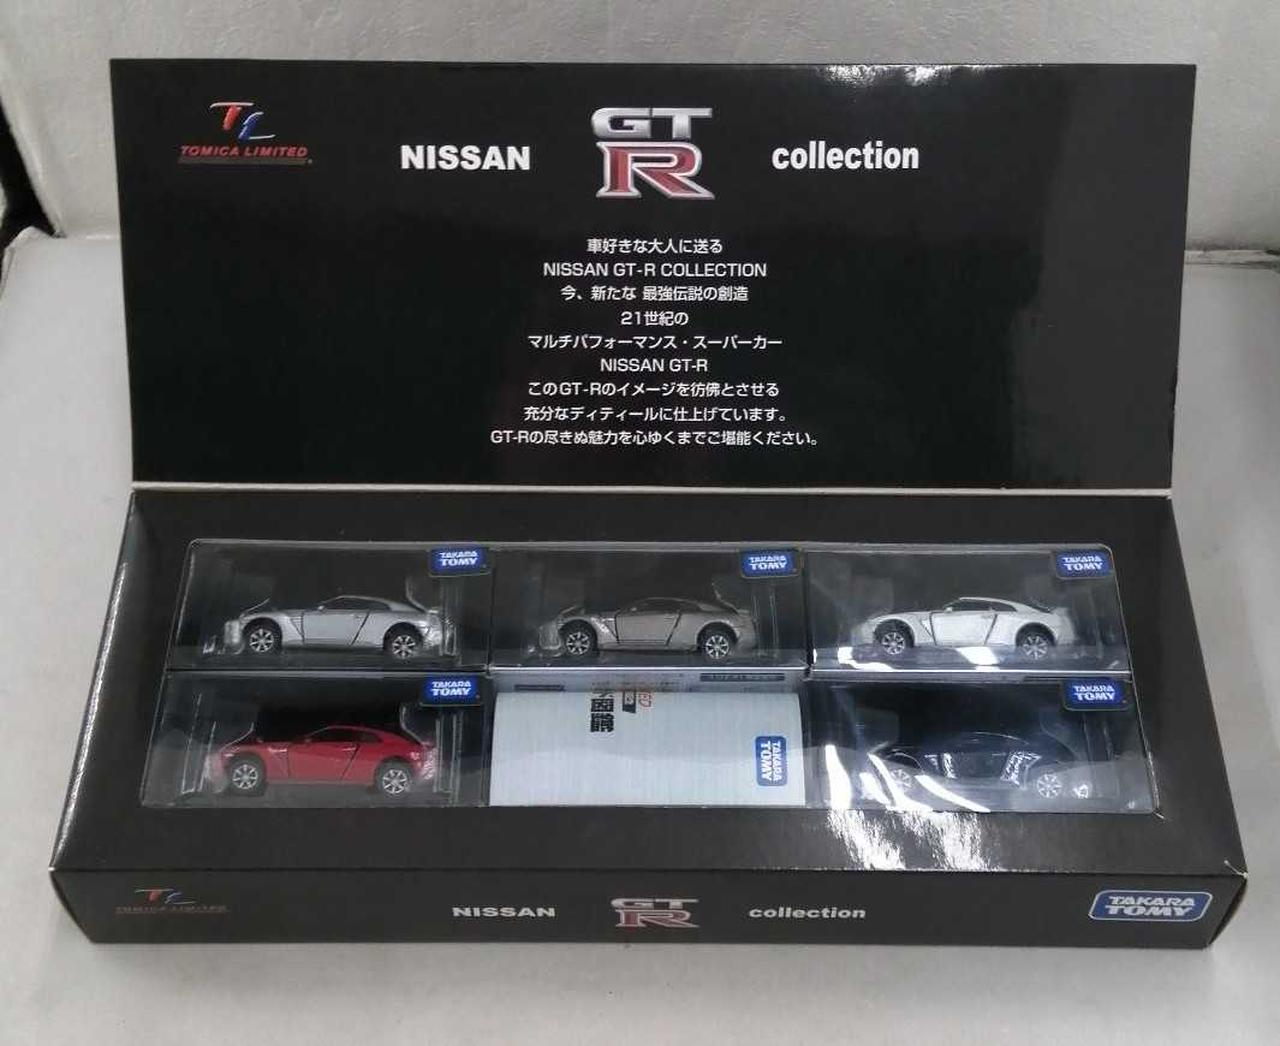 TOMICA LIMITED
NISSAN GT R collection
車好きな大人に送る
NISSAN GT-R COLLECTION
今、新たな 最強伝説の創造
21世紀の
マルチパフォーマンス・スーパーカー
NISSAN GT-R
このGT-Rのイメージを彷彿とさせる
充分なディティールに仕上げています。
GT-Rの尽きぬ魅力を心ゆくまでご堪能ください。
TAKARA TOMY
TAKARA TOMY
TAKARA TOMY
TAKARA TOMY
TAKARA TOMY
TAKARA TOMY
TOMICA LIMITED
NISSAN GT R collection
TAKARA TOMY